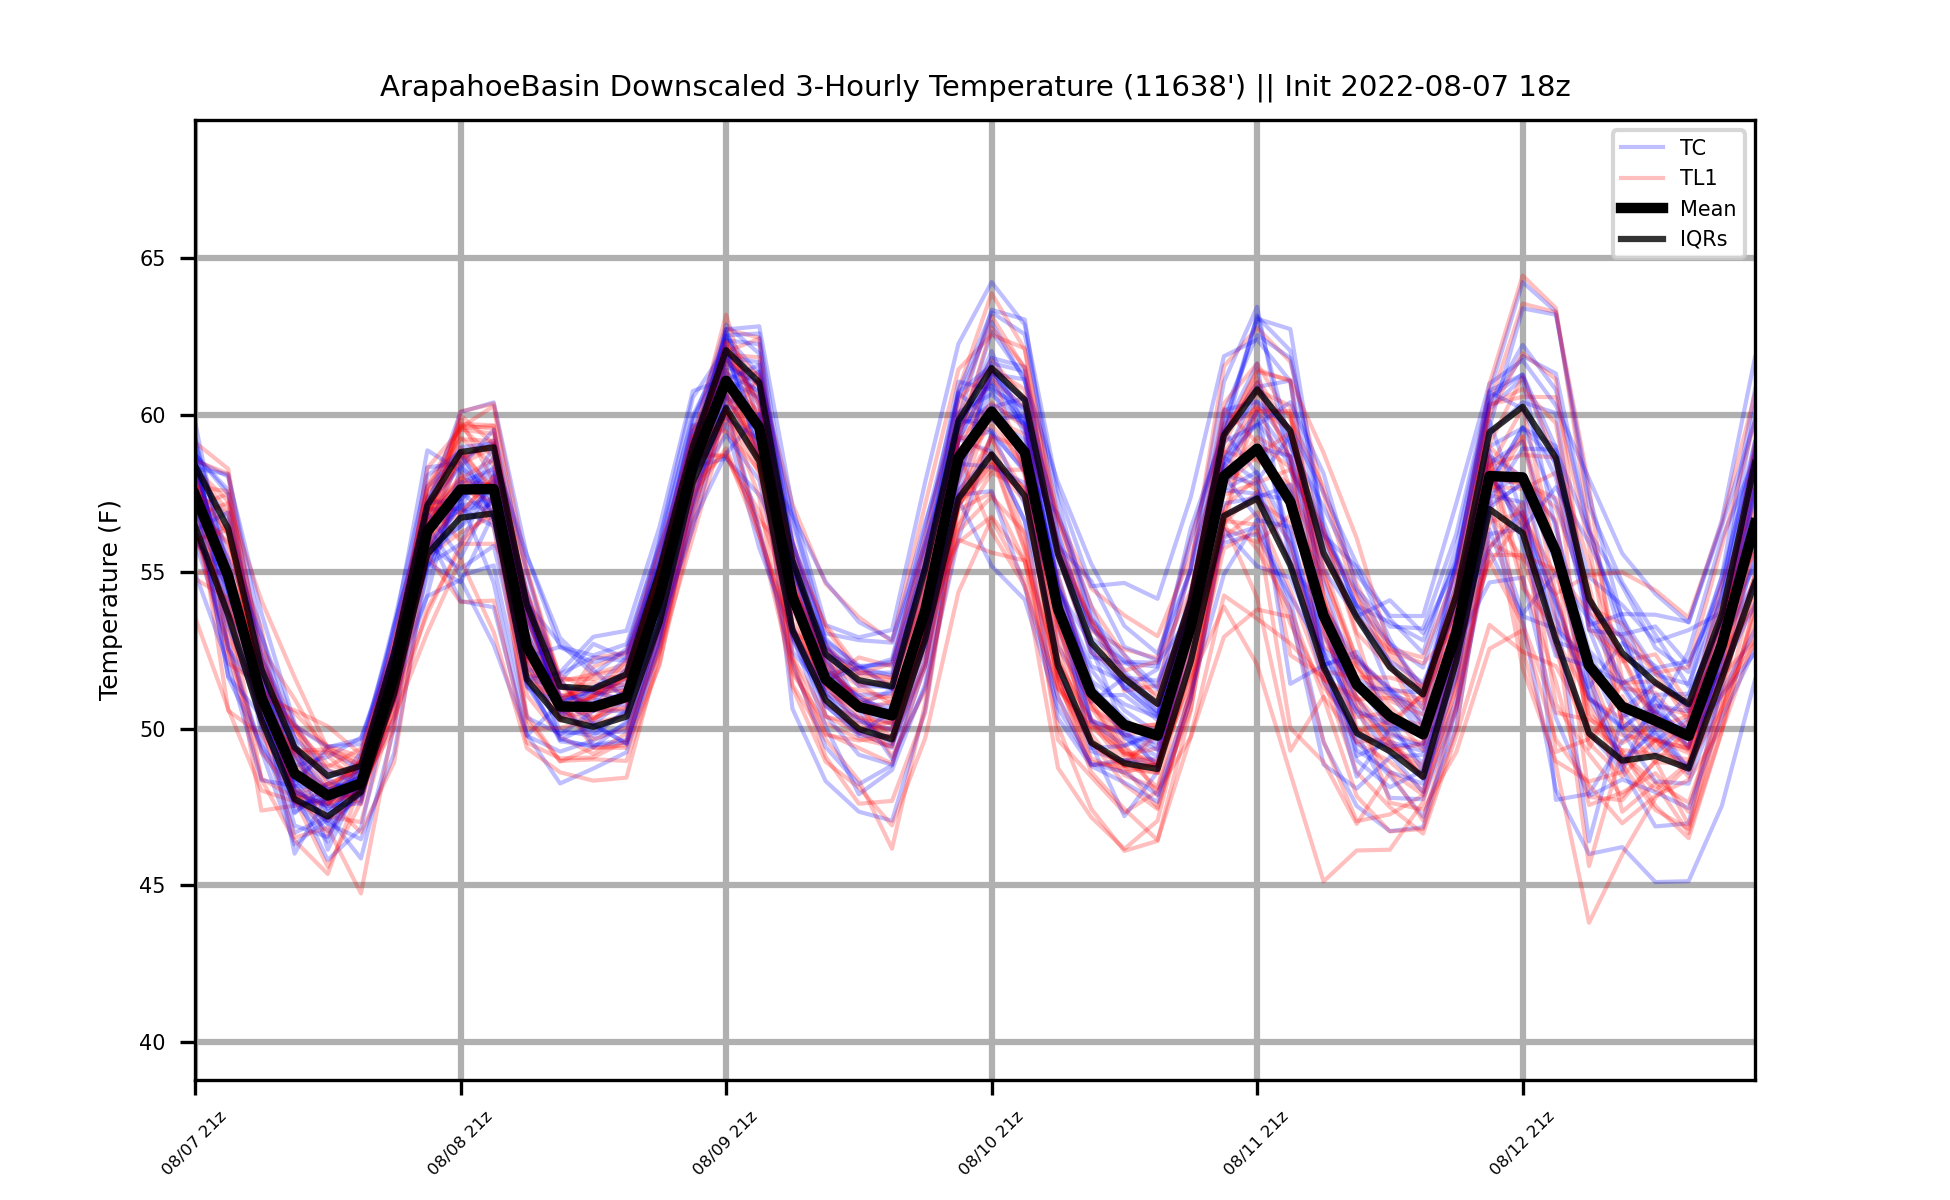 ArapahoeBasin Downscaled 3-Hourly Temperature (11638') || Init 2022-08-07 18z
TC
TL1
Mean
IQRs
Temperature (F)
65
60
55
50
45
40
08/07 21z
08/08 21z
08/09 21z
08/10 21z
08/11 21z
08/12 21z